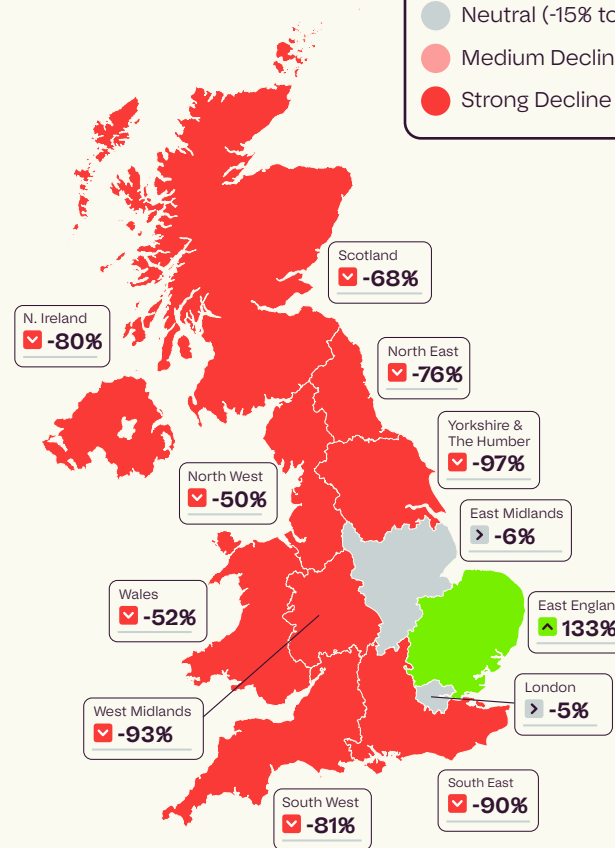 Neutral (-15% to
Medium Declin
Strong Decline
Scotland
-68%
N. Ireland
-80%
North East
-76%
Yorkshire &
The Humber
-97%
North West
-50%
East Midlands
-6%
Wales
-52%
East Englan
133%
London
-5%
West Midlands
-93%
South East
-90%
South West
-81%